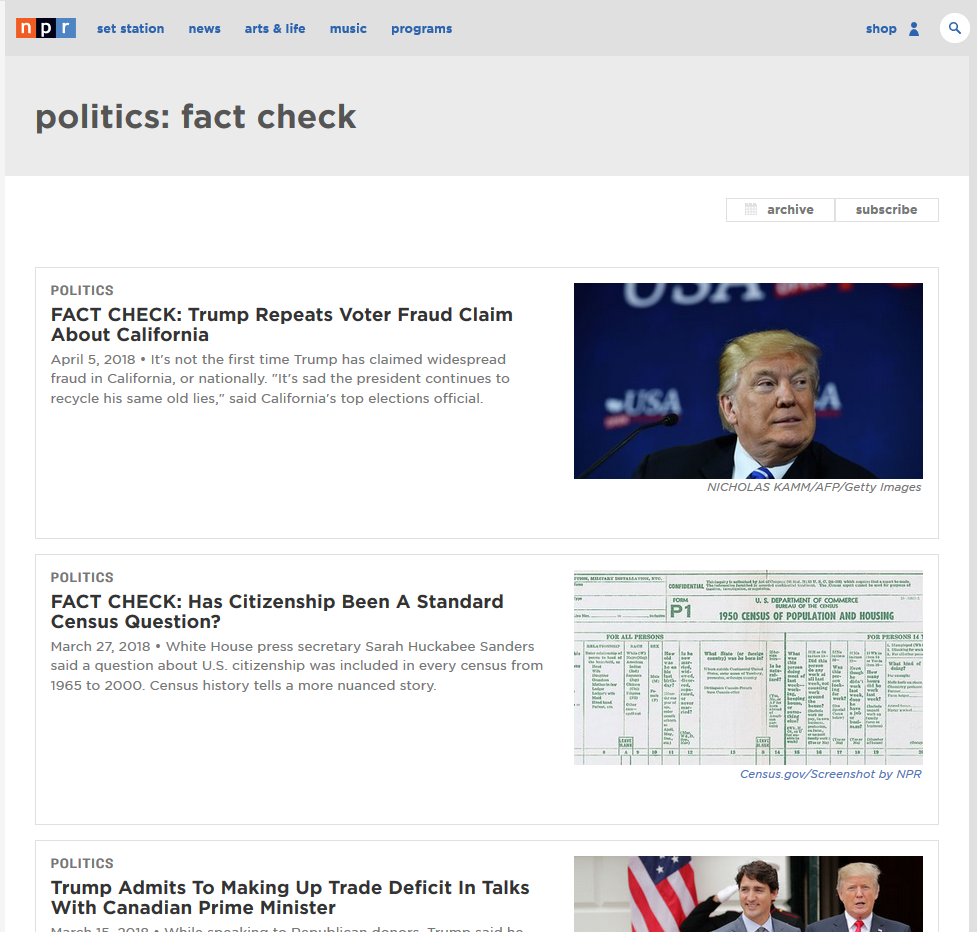 npr set station news arts & life music programs shop
politics: fact check
archive subscribe
POLITICS
FACT CHECK: Trump Repeats Voter Fraud Claim
About California
April 5, 2018 • It's not the first time Trump has claimed widespread
fraud in California, or nationally. "It's sad the president continues to
recycle his same old lies," said California's top elections official.
USA
USA
NICHOLAS KAMM/AFP/Getty Images
POLITICS
FACT CHECK: Has Citizenship Been A Standard
Census Question?
March 27, 2018 • White House press secretary Sarah Huckabee Sanders
said a question about U.S. citizenship was included in every census from
1965 to 2000. Census history tells a more nuanced story.
CONFIDENTIAL
FORM
P1
U. S. DEPARTMENT OF COMMERCE
BUREAU OF THE CENSUS
1950 CENSUS OF POPULATION AND HOUSING
FOR ALL PERSONS
FOR PERSONS 14
Census.gov/Screenshot by NPR
POLITICS
Trump Admits To Making Up Trade Deficit In Talks
With Canadian Prime Minister
March 15, 2018 • While speaking to Republican donors, Trump said he